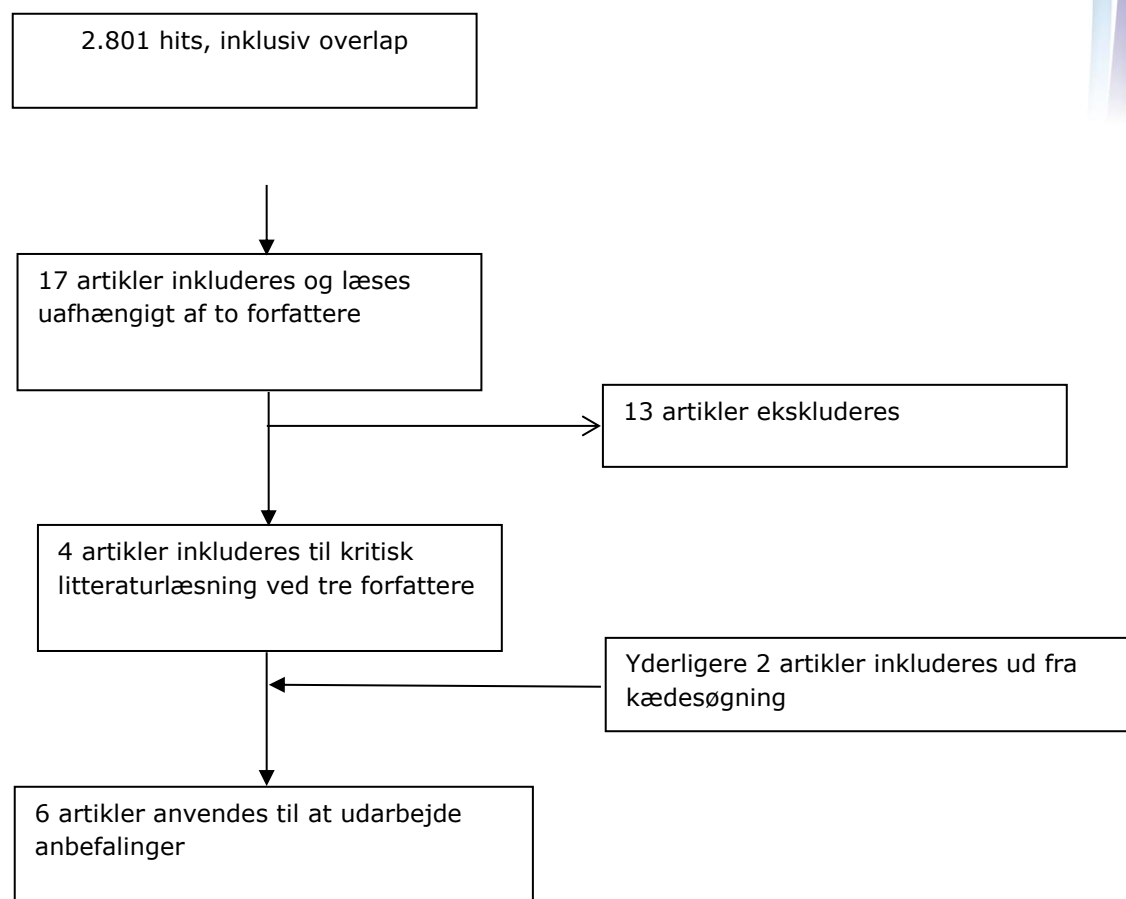 2.801 hits, inklusiv overlap
17 artikler inkluderes og læses
uafhængigt af to forfattere
13 artikler ekskluderes
4 artikler inkluderes til kritisk
litteraturlæsning ved tre forfattere
Yderligere 2 artikler inkluderes ud fra
kædesøgning
6 artikler anvendes til at udarbejde
anbefalinger